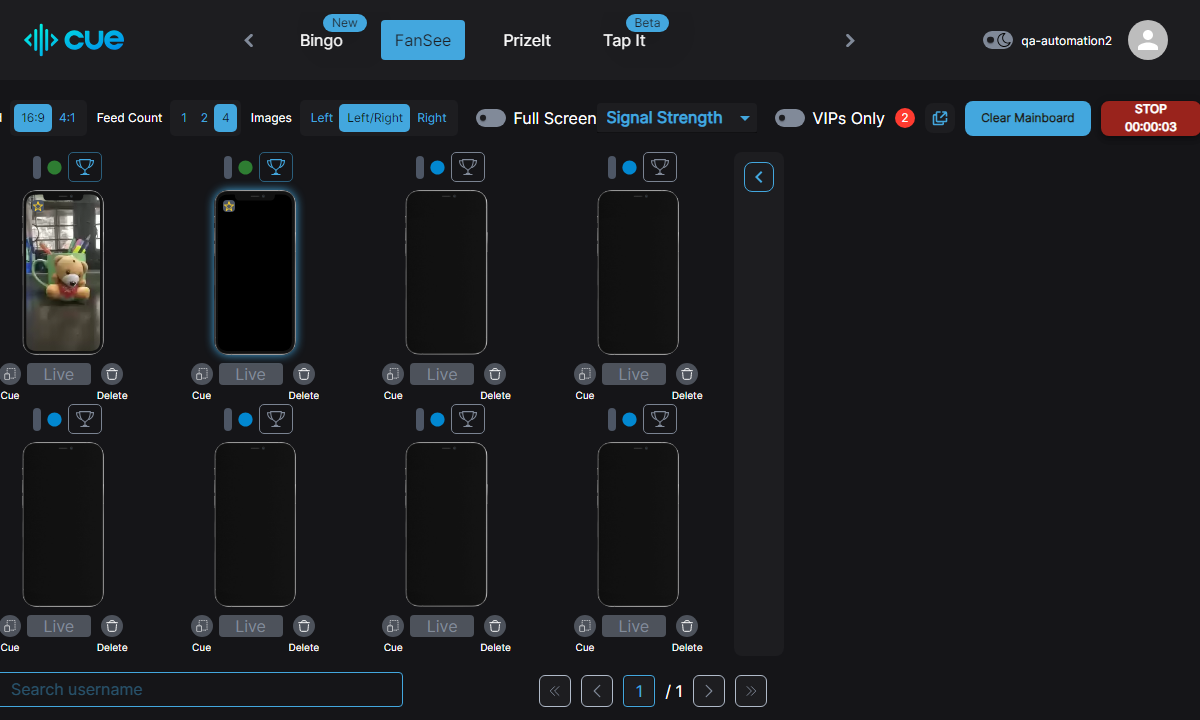 cue
Bingo
New
FanSee
PrizeIt
Tap It
Beta
qa-automation2
16:9
4:1
Feed Count
1
2
4
Images
Left
Left/Right
Right
Full Screen
Signal Strength
VIPs Only
2
Clear Mainboard
STOP
00:00:03
Live
Live
Live
Live
Cue
Delete
Cue
Delete
Cue
Delete
Cue
Delete
Live
Live
Live
Live
Cue
Delete
Cue
Delete
Cue
Delete
Cue
Delete
Search username
1
/ 1